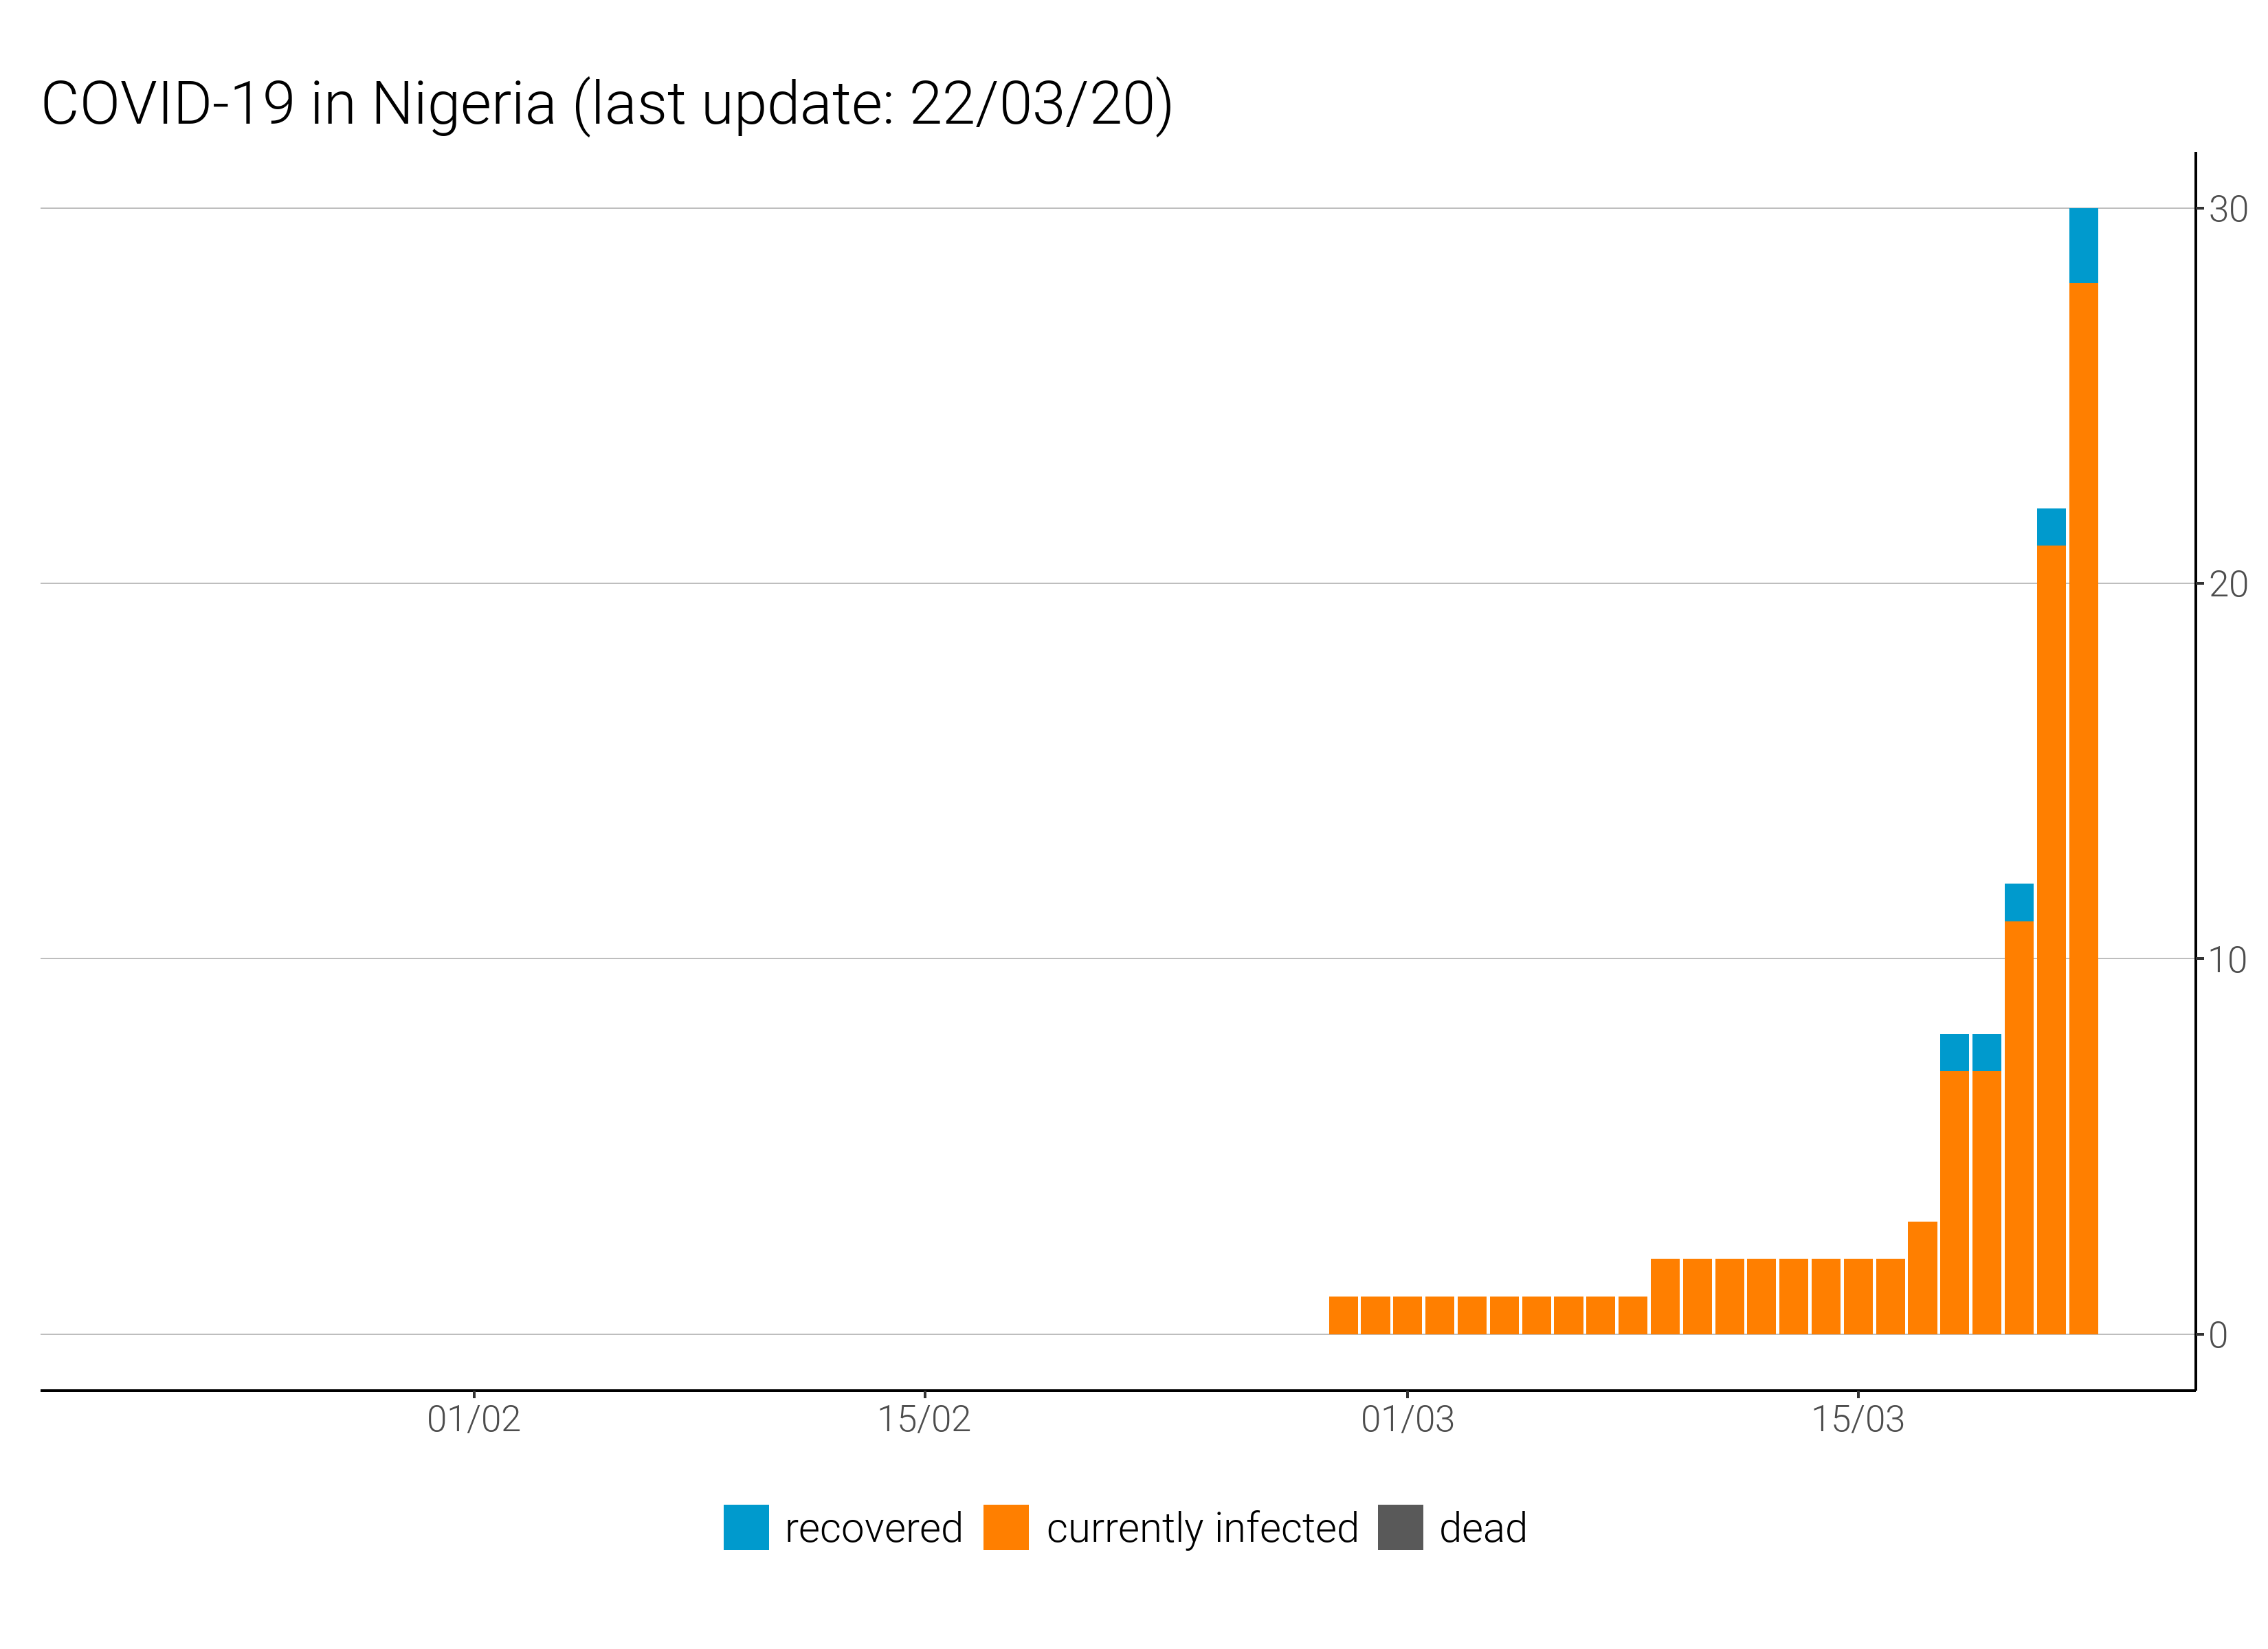 COVID-19 in Nigeria (last update: 22/03/20)
30
20
10
0
01/02 15/02 01/03 15/03
recovered currently infected dead